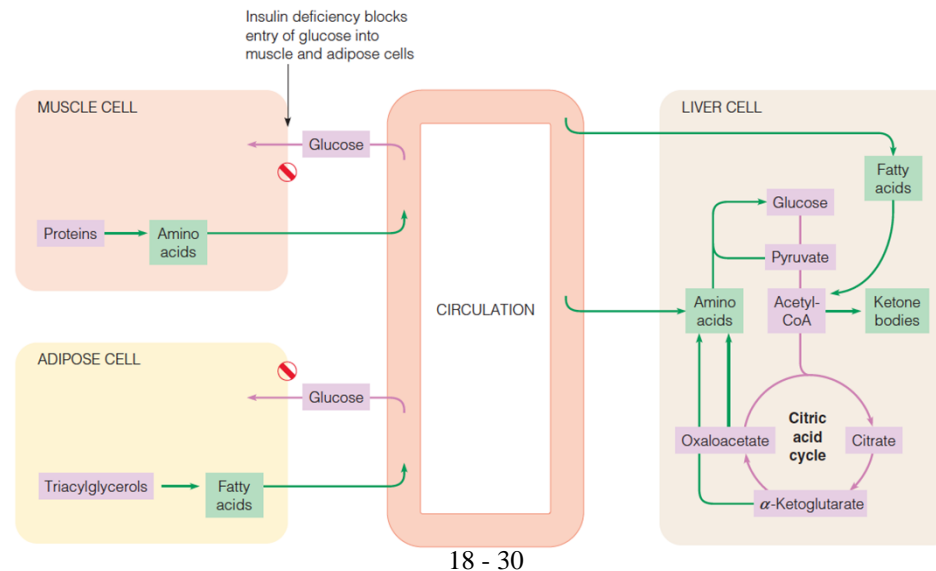 Insulin deficiency blocks
entry of glucose into
muscle and adipose cells
MUSCLE CELL
Glucose
Proteins
Amino
acids
ADIPOSE CELL
Glucose
Triacylglycerols
Fatty
acids
CIRCULATION
LIVER CELL
Fatty
acids
Glucose
Pyruvate
Amino
acids
Acetyl-
CoA
Ketone
bodies
Oxaloacetate
Citric
acid
cycle
Citrate
α-Ketoglutarate
18 - 30